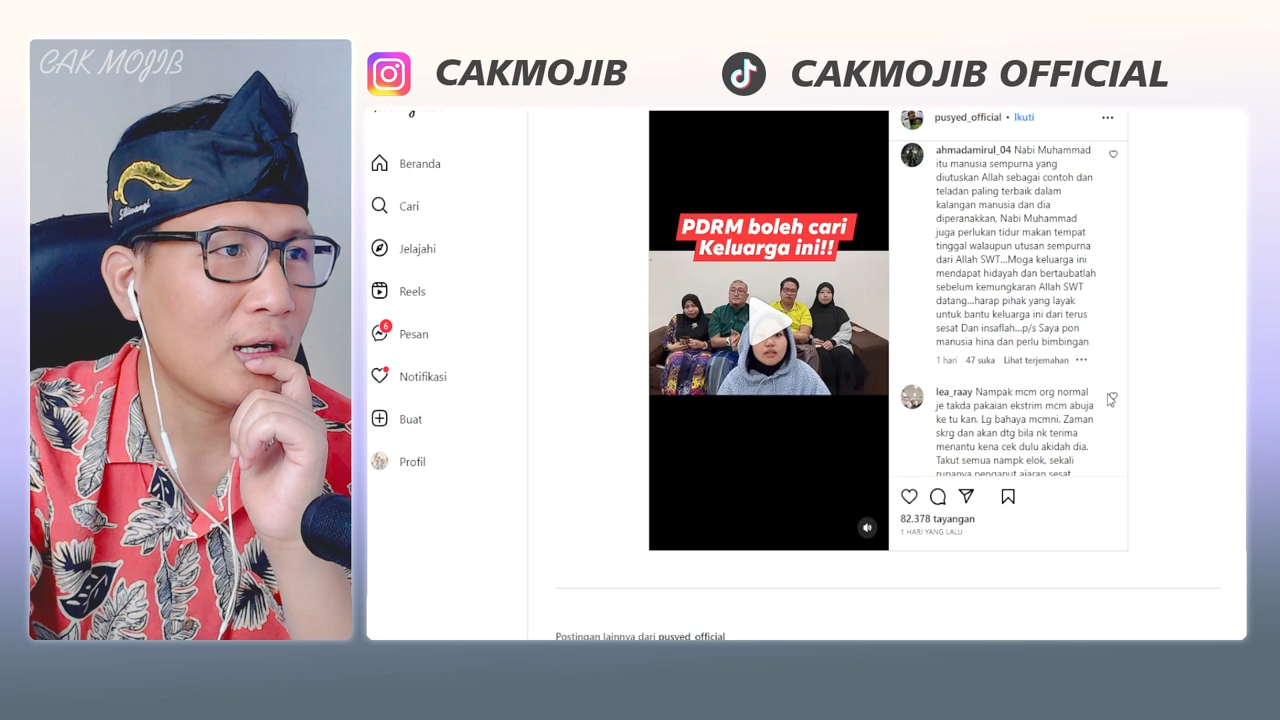 CAK MOJIB
CAKMOJIB
CAKMOJIB OFFICIAL
Beranda
Cari
Jelajahi
Reels
6
Pesan
Notifikasi
Buat
Profil
PDRM boleh cari
Keluarga ini!!
pusyed_official • Ikuti
ahmadamirul_04 Nabi Muhammad
itu manusia sempurna yang
diutuskan Allah sebagai contoh dan
teladan paling terbaik dalam
kalangan manusia dan dia
diperanakkan, Nabi Muhammad
juga perlukan tidur makan tempat
tinggal walaupun utusan sempurna
dari Allah SWT...Moga keluarga ini
mendapat hidayah dan bertaubatlah
sebelum kemungkaran Allah SWT
datang...harap pihak yang layak
untuk bantu keluarga ini dari terus
sesat Dan insaflah...p/s Saya pon
manusia hina dan perlu bimbingan
1 hari 47 suka Lihat terjemahan
lea_raay Nampak mcm org normal
je takda pakaian ekstrim mcm abuja
ke tu kan. Lg bahaya mcmni. Zaman
skrg dan akan dtg bila nk terima
menantu kena cek dulu akidah dia.
Takut semua nampk elok, sekali
rupanya penganut ajaran sesat
82.378 tayangan
1 HARI YANG LALU
Postingan lainnya dari pusyed_official